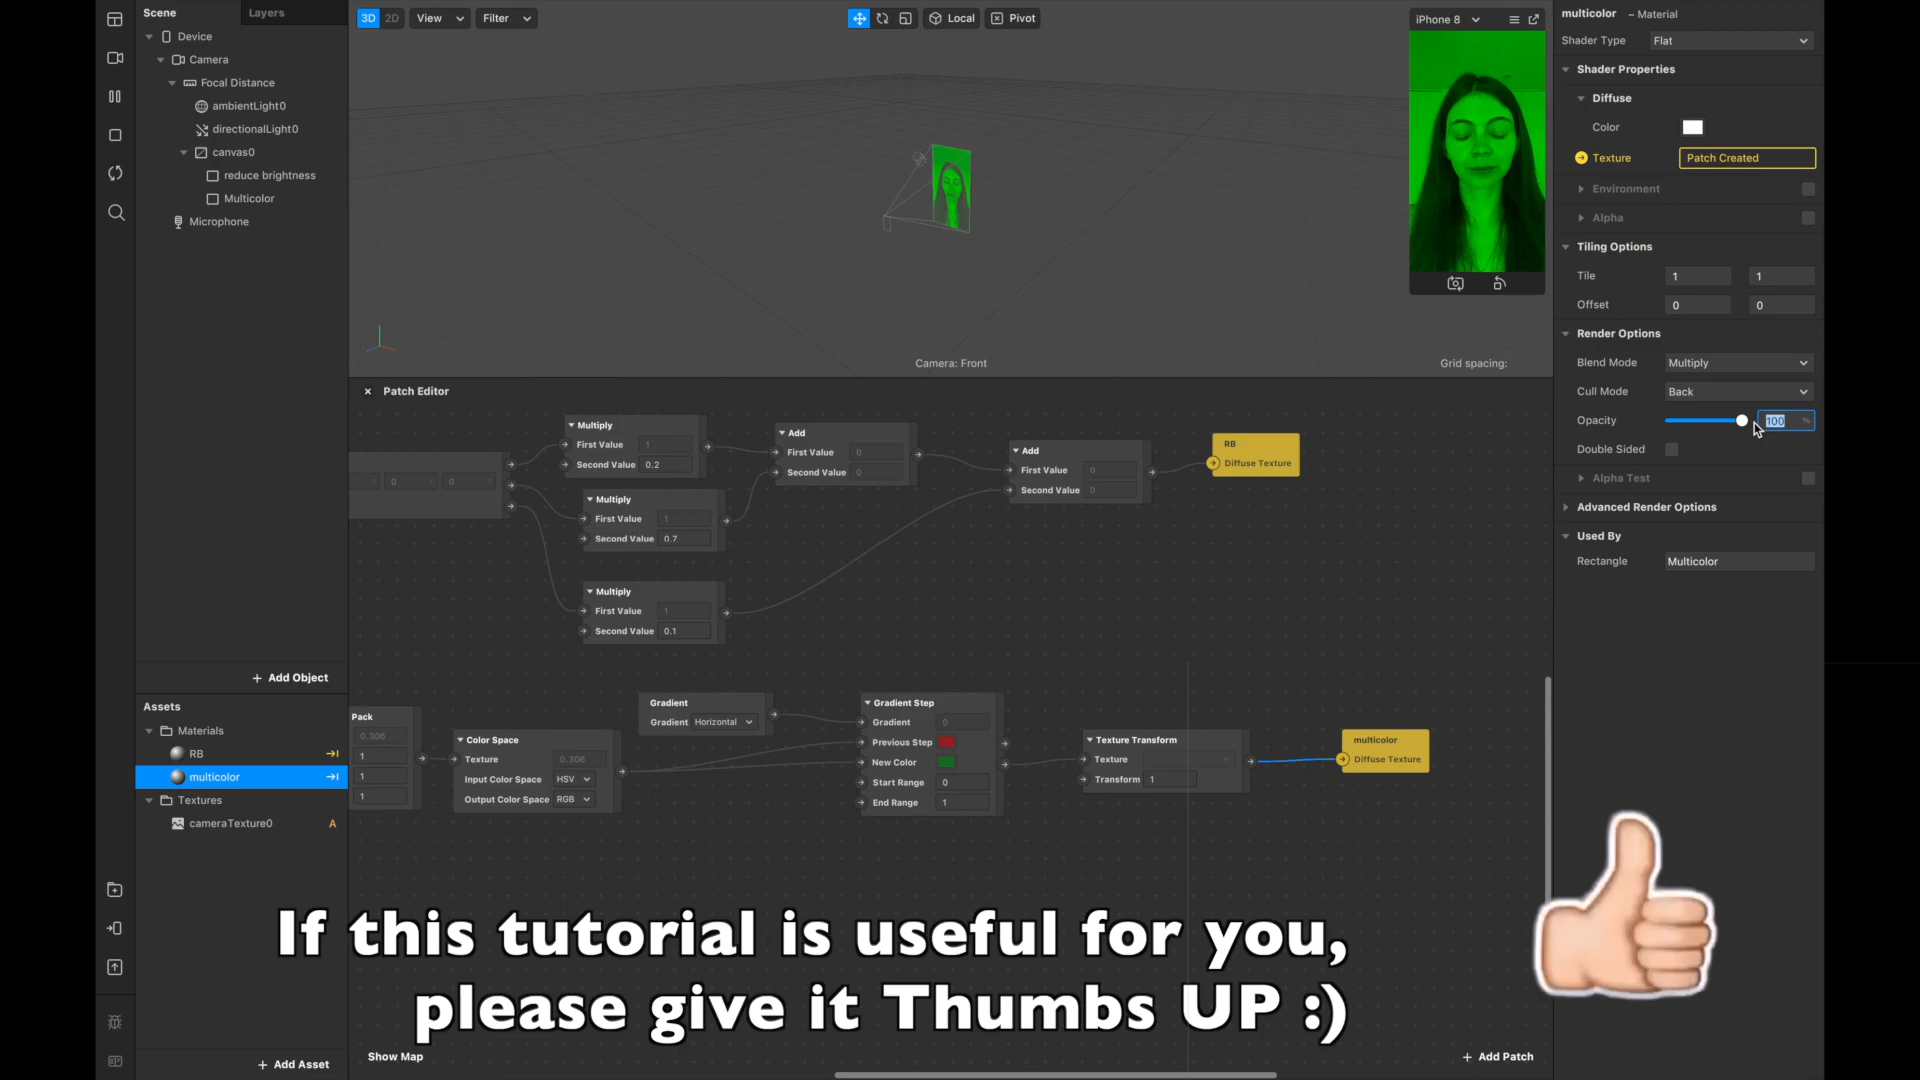 Scene
Layers
Device
Camera
Focal Distance
ambientLight0
directionalLight0
canvas0
reduce brightness
Multicolor
Microphone
+ Add Object
Assets
Materials
RB
multicolor
Textures
cameraTexture0 A
+ Add Asset
3D 2D View Filter
Local Pivot
iPhone 8
Camera: Front
Grid spacing:
Patch Editor
Multiply
First Value 1
Second Value 0.2
Multiply
First Value 1
Second Value 0.7
Multiply
First Value 1
Second Value 0.1
0 0
Add
First Value 0
Second Value 0
Add
First Value 0
Second Value 0
RB
Diffuse Texture
Pack
0.306
1
1
1
Color Space
Texture 0.306
Input Color Space HSV
Output Color Space RGB
Gradient
Gradient Horizontal
Gradient Step
Gradient 0
Previous Step
New Color
Start Range 0
End Range 1
Texture Transform
Texture
Transform 1
multicolor
Diffuse Texture
If this tutorial is useful for you,
please give it Thumbs UP :)
Show Map
+ Add Patch
multicolor – Material
Shader Type Flat
Shader Properties
Diffuse
Color
Texture Patch Created
Environment
Alpha
Tiling Options
Tile 1 1
Offset 0 0
Render Options
Blend Mode Multiply
Cull Mode Back
Opacity 100 %
Double Sided
Alpha Test
Advanced Render Options
Used By
Rectangle Multicolor